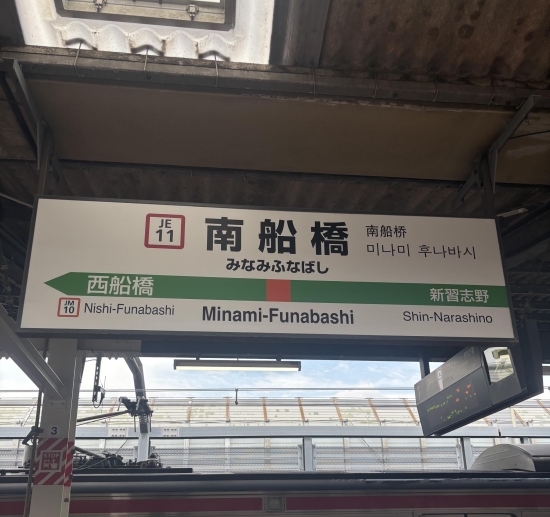 JE
11
南船橋
みなみふなばし
南船桥
미나미 후나바시
西船橋
新習志野
JM
10
Nishi-Funabashi
Minami-Funabashi
Shin-Narashino
3